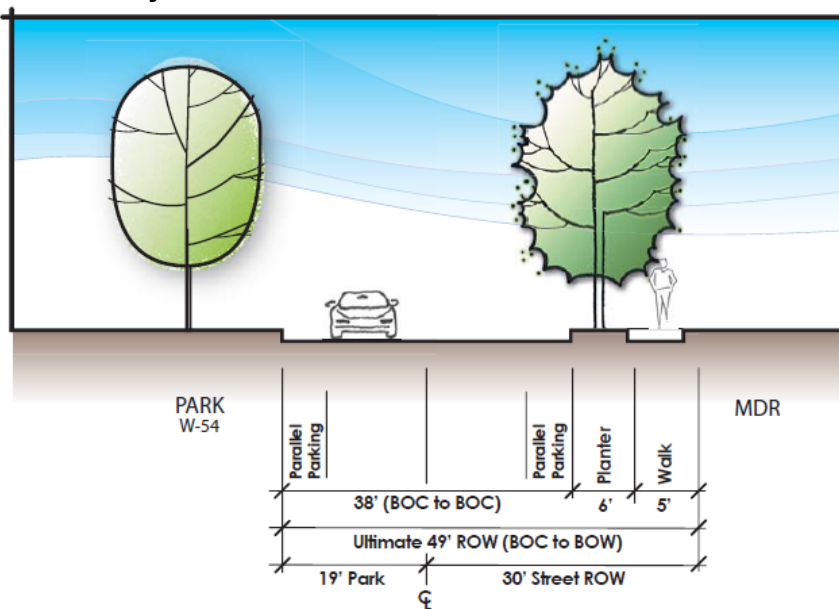 PARK
W-54
MDR
Parallel
Parking
Parallel
Parking
Planter
Walk
38' (BOC to BOC)
6'
5'
Ultimate 49' ROW (BOC to BOW)
19' Park
30' Street ROW
℄